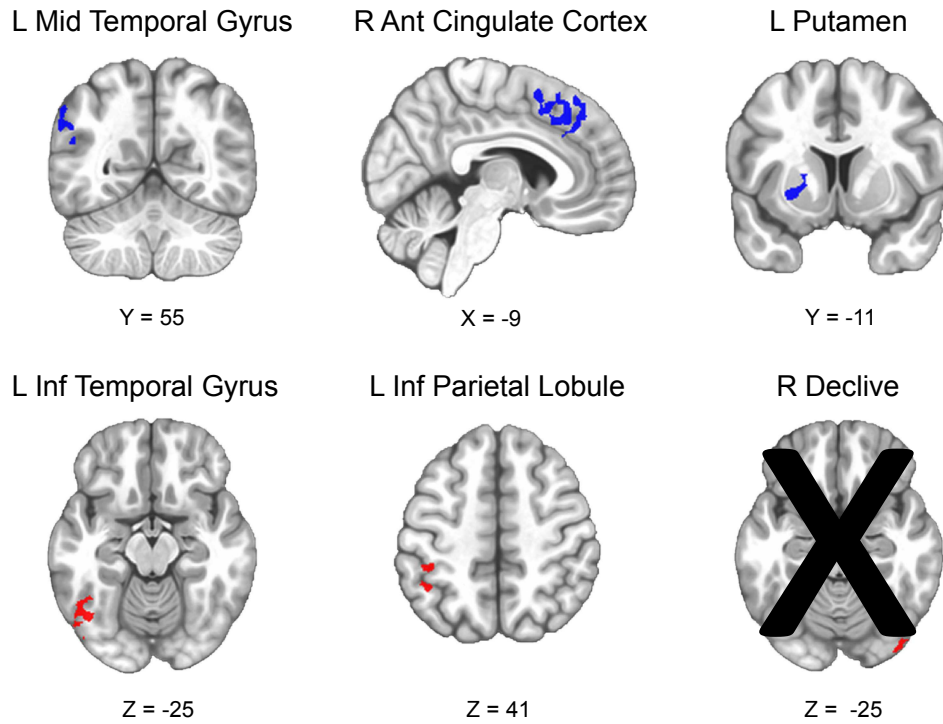 L Mid Temporal Gyrus
R Ant Cingulate Cortex
L Putamen
Y = 55
X = -9
Y = -11
L Inf Temporal Gyrus
L Inf Parietal Lobule
R Declive
X
Z = -25
Z = 41
Z = -25